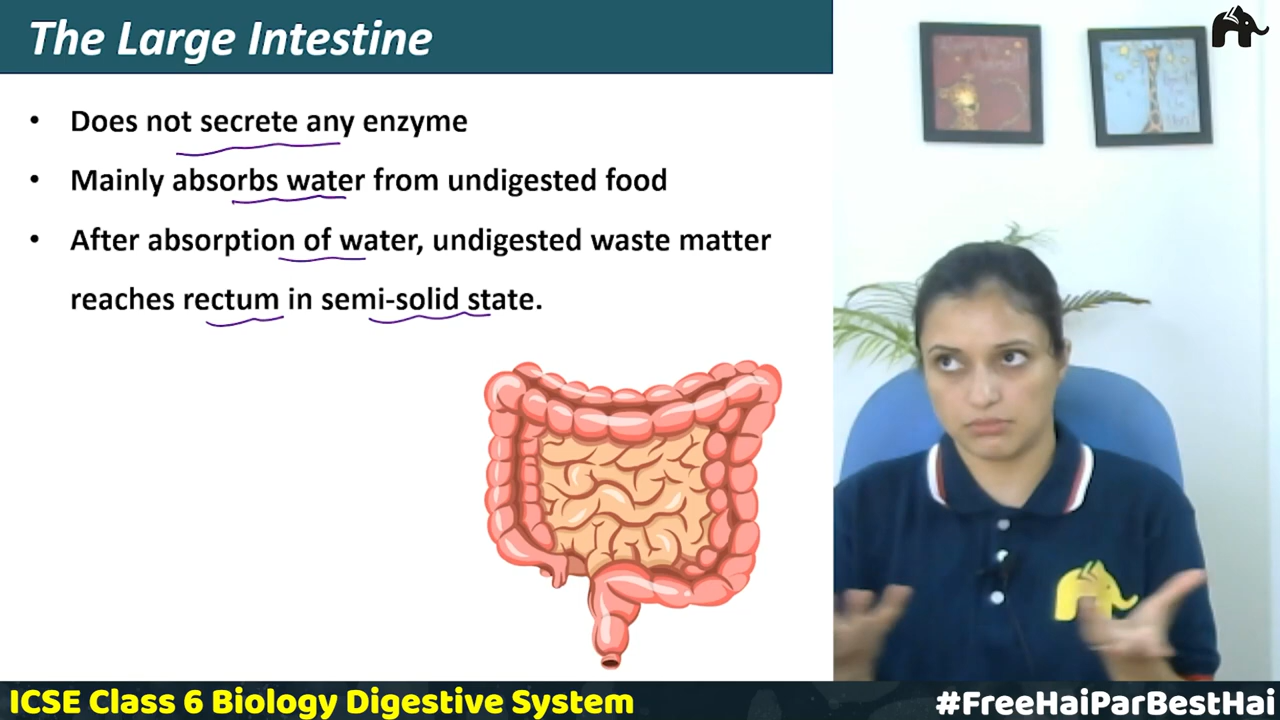 The Large Intestine
• Does not secrete any enzyme
• Mainly absorbs water from undigested food
• After absorption of water, undigested waste matter
reaches rectum in semi-solid state.
ICSE Class 6 Biology Digestive System
#FreeHaiParBestHai